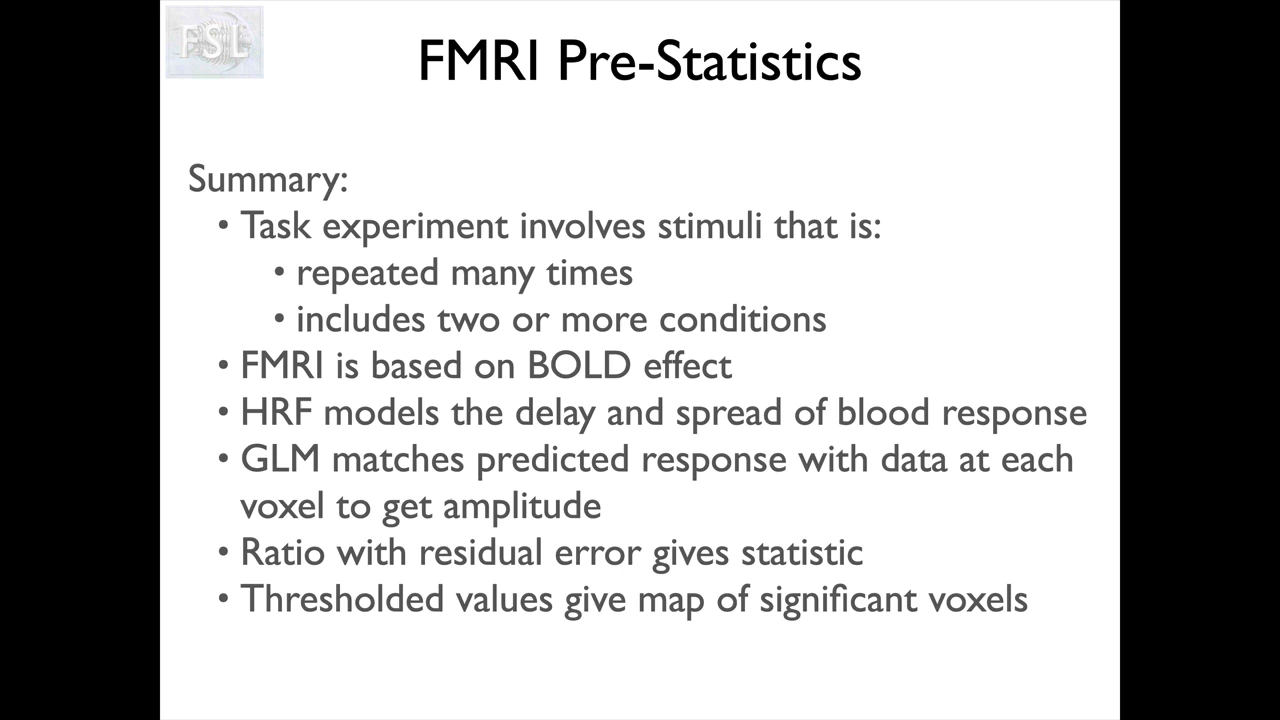 FSL
FMRI Pre-Statistics
Summary:
• Task experiment involves stimuli that is:
• repeated many times
• includes two or more conditions
• FMRI is based on BOLD effect
• HRF models the delay and spread of blood response
• GLM matches predicted response with data at each
voxel to get amplitude
• Ratio with residual error gives statistic
• Thresholded values give map of significant voxels